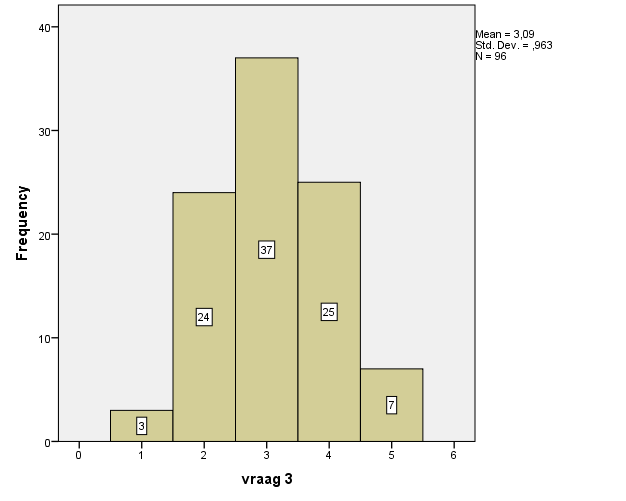 Mean = 3,09
Std. Dev. = ,963
N = 96
Frequency
40
30
20
10
0
3
24
37
25
7
0 1 2 3 4 5 6
vraag 3